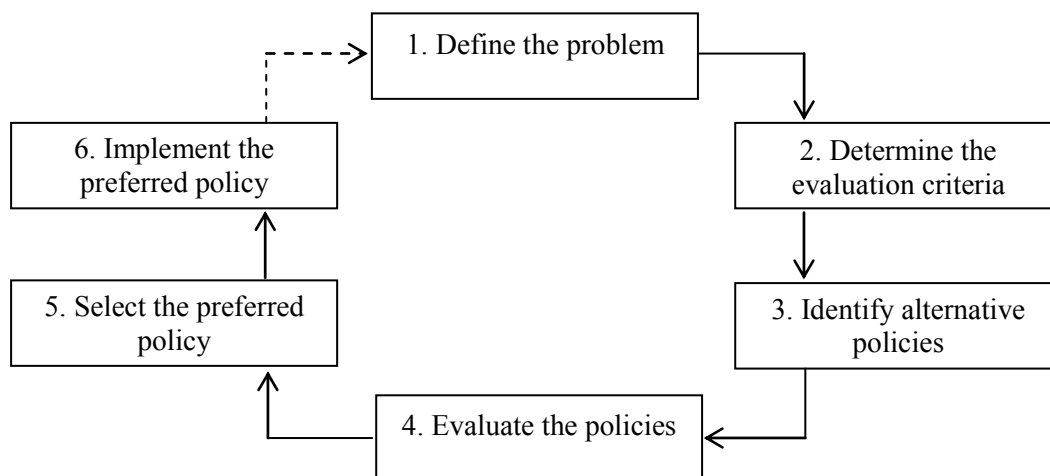 1. Define the problem
2. Determine the
evaluation criteria
3. Identify alternative
policies
4. Evaluate the policies
5. Select the preferred
policy
6. Implement the
preferred policy